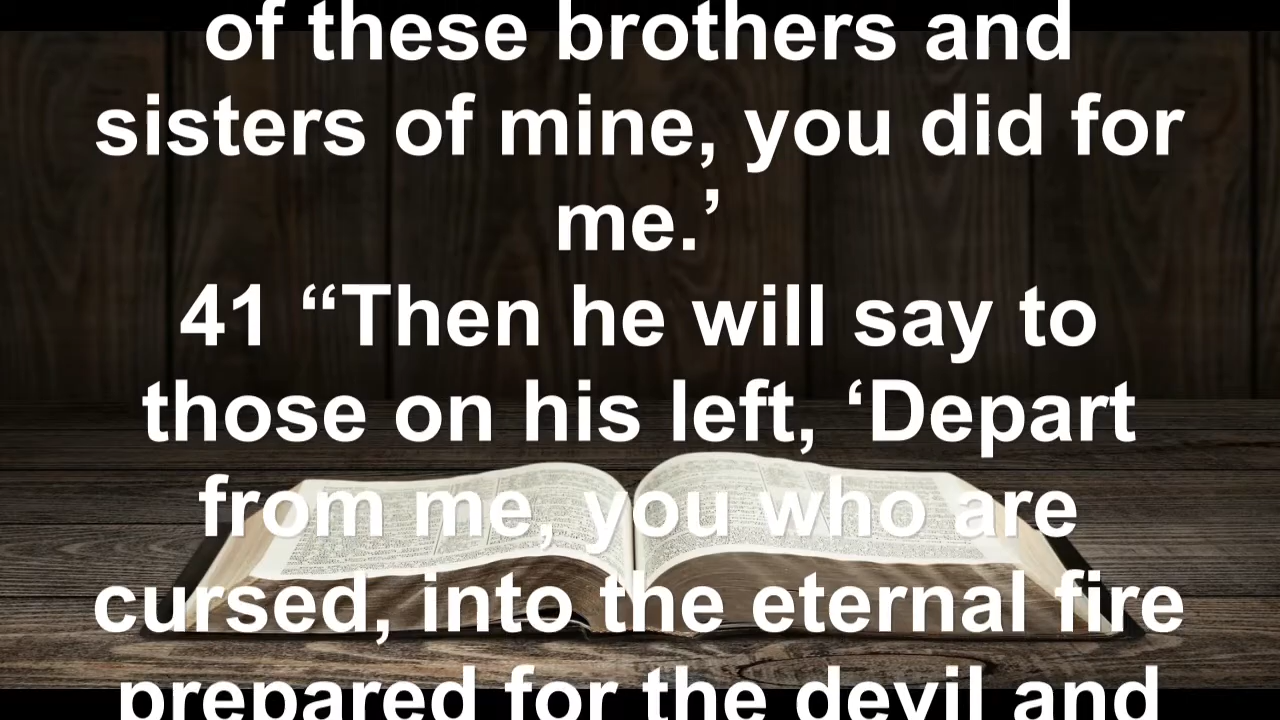 of these brothers and
sisters of mine, you did for
me.’
41 “Then he will say to
those on his left, ‘Depart
from me, you who are
cursed, into the eternal fire
prepared for the devil and